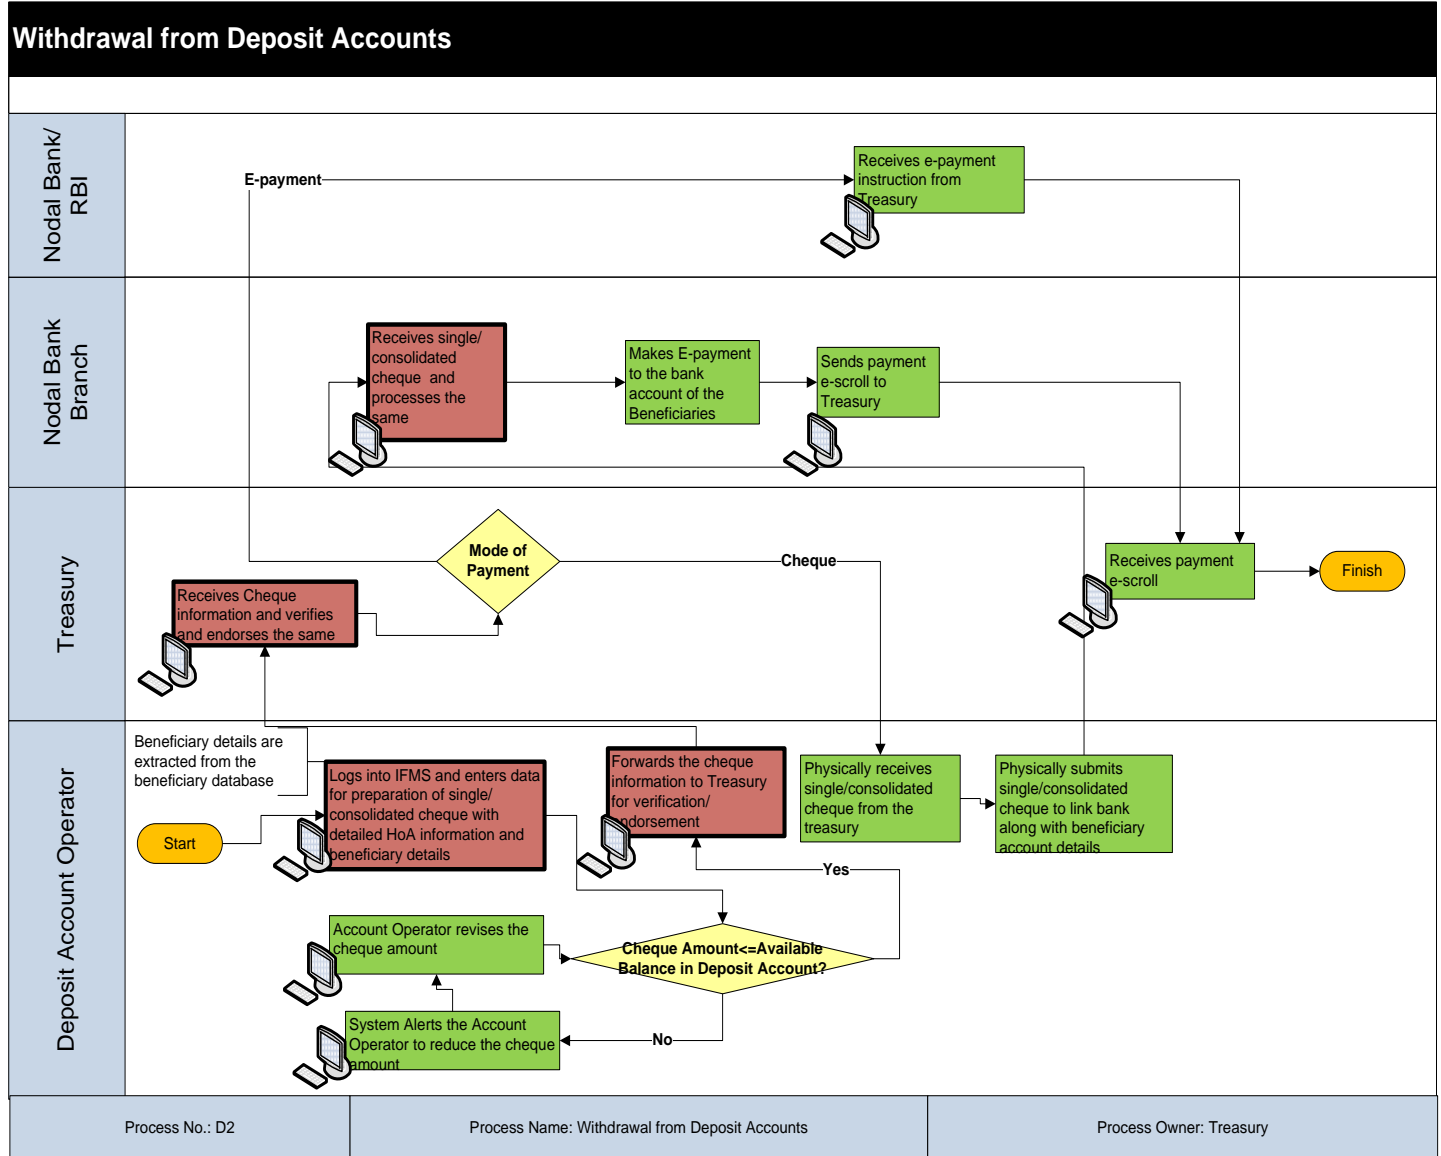 Withdrawal from Deposit Accounts
Nodal Bank/
RBI
E-payment
Receives e-payment
instruction from
Treasury
Nodal Bank
Branch
Receives single/
consolidated
cheque and
processes the
same
Makes E-payment
to the bank
account of the
Beneficiaries
Sends payment
e-scroll to
Treasury
Treasury
Mode of
Payment
Cheque
Receives Cheque
information and verifies
and endorses the same
Receives payment
e-scroll
Finish
Deposit Account Operator
Beneficiary details are
extracted from the
beneficiary database
Start
Logs into IFMS and enters data
for preparation of single/
consolidated cheque with
detailed HoA information and
beneficiary details
Forwards the cheque
information to Treasury
for verification/
endorsement
Physically receives
single/consolidated
cheque from the
treasury
Physically submits
single/consolidated
cheque to link bank
along with beneficiary
account details
Yes
Account Operator revises the
cheque amount
Cheque Amount<=Available
Balance in Deposit Account?
System Alerts the Account
Operator to reduce the cheque
amount
No
Process No.: D2
Process Name: Withdrawal from Deposit Accounts
Process Owner: Treasury